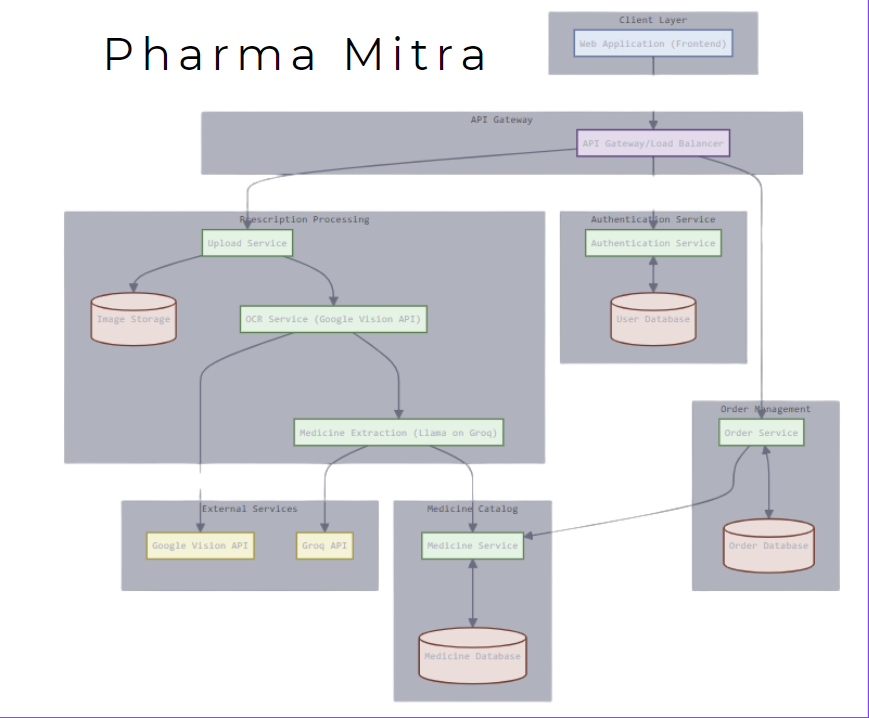 Pharma Mitra
Client Layer
Web Application (Frontend)
API Gateway
API Gateway/Load Balancer
Prescription Processing
Upload Service
Image Storage
OCR Service (Google Vision API)
Medicine Extraction (Llama on Groq)
Authentication Service
Authentication Service
User Database
Order Management
Order Service
Order Database
External Services
Google Vision API
Groq API
Medicine Catalog
Medicine Service
Medicine Database